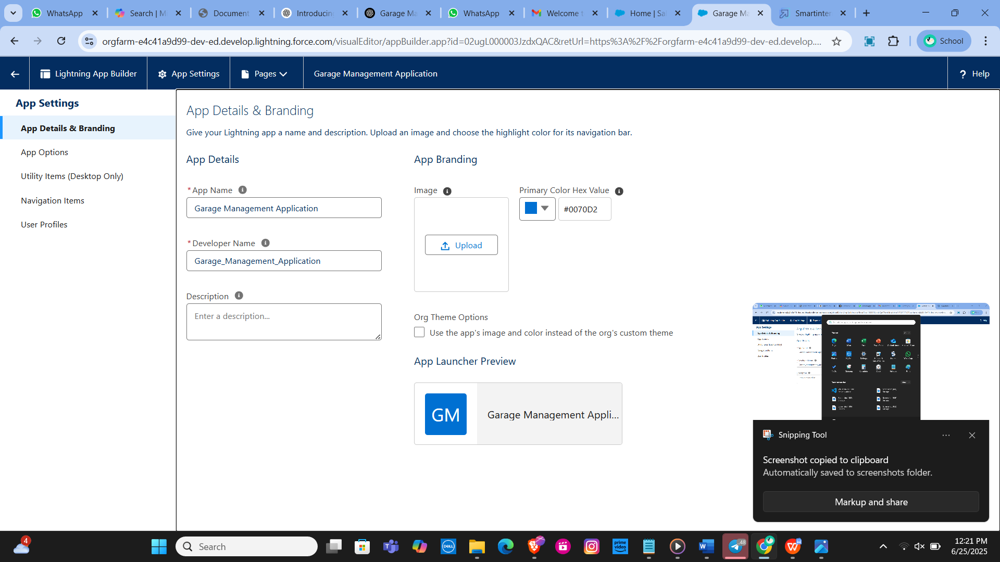 WhatsApp
Search | M
Document
Introducin
Garage Ma
WhatsApp
Welcome t
Home | Sal
Garage Ma
Smartinter
orgfarm-e4c41a9d99-dev-ed.develop.lightning.force.com/visualEditor/appBuilder.app?id=02ugL000003JzdxQAC&retUrl=https%3A%2F%2Forgfarm-e4c41a9d99-dev-ed.develop....
School
Lightning App Builder
App Settings
Pages
Garage Management Application
? Help
App Settings
App Details & Branding
App Options
Utility Items (Desktop Only)
Navigation Items
User Profiles
App Details & Branding
Give your Lightning app a name and description. Upload an image and choose the highlight color for its navigation bar.
App Details
* App Name
Garage Management Application
* Developer Name
Garage_Management_Application
Description
Enter a description...
App Branding
Image
Upload
Primary Color Hex Value
#0070D2
Org Theme Options
Use the app's image and color instead of the org's custom theme
App Launcher Preview
GM
Garage Management Appli...
Snipping Tool
Screenshot copied to clipboard
Automatically saved to screenshots folder.
Markup and share
4
Search
DELL
prime
video
48
12:21 PM
6/25/2025